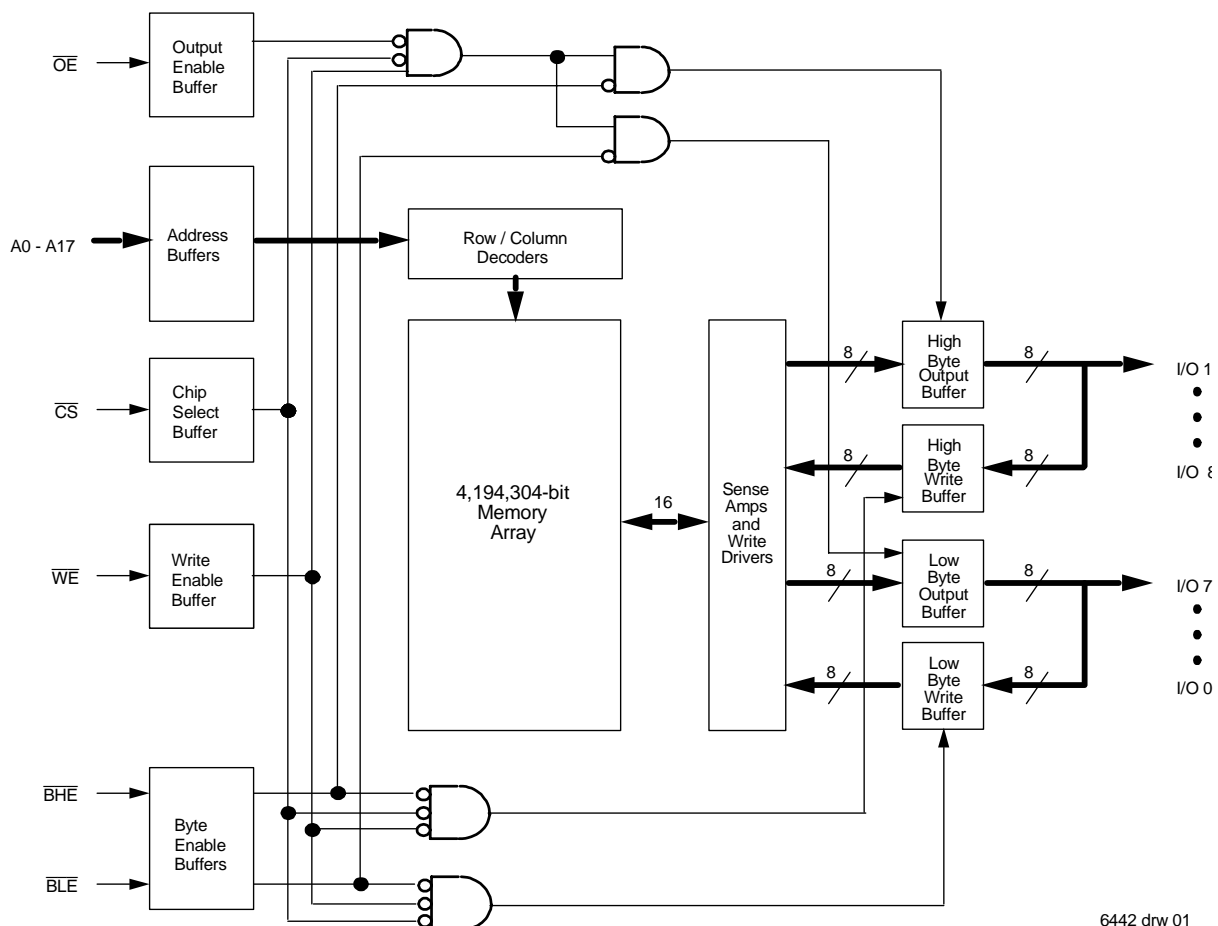 OE
Output
Enable
Buffer
A0 - A17
Address
Buffers
Row / Column
Decoders
CS
Chip
Select
Buffer
WE
Write
Enable
Buffer
4,194,304-bit
Memory
Array
16
Sense
Amps
and
Write
Drivers
8
High
Byte
Output
Buffer
8
I/O 1
8
High
Byte
Write
Buffer
8
I/O 8
8
Low
Byte
Output
Buffer
8
I/O 7
8
Low
Byte
Write
Buffer
8
I/O 0
BHE
Byte
Enable
Buffers
BLE
6442 drw 01